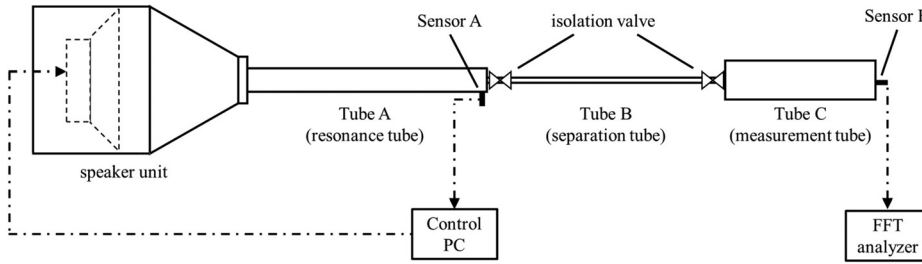 Sensor A
isolation valve
Sensor
Tube A
(resonance tube)
Tube B
(separation tube)
Tube C
(measurement tube)
speaker unit
Control
PC
FFT
analyzer